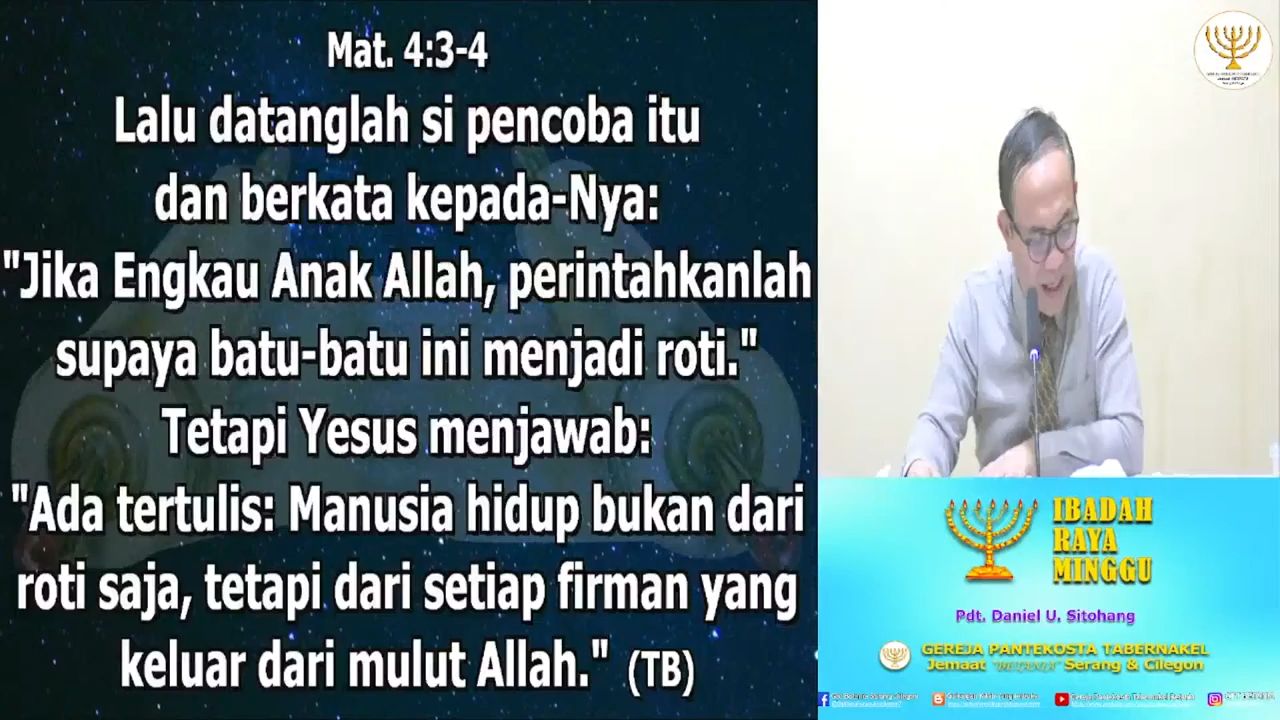 Mat. 4:3-4
Lalu datanglah si pencoba itu
dan berkata kepada-Nya:
"Jika Engkau Anak Allah, perintahkanlah
supaya batu-batu ini menjadi roti."
Tetapi Yesus menjawab:
"Ada tertulis: Manusia hidup bukan dari
roti saja, tetapi dari setiap firman yang
keluar dari mulut Allah." (TB)
IBADAH
RAYA
MINGGU
Pdt. Daniel U. Sitohang
GEREJA PANTEKOSTA TABERNAKEL
Jemaat "BETANIA" Serang & Cilegon